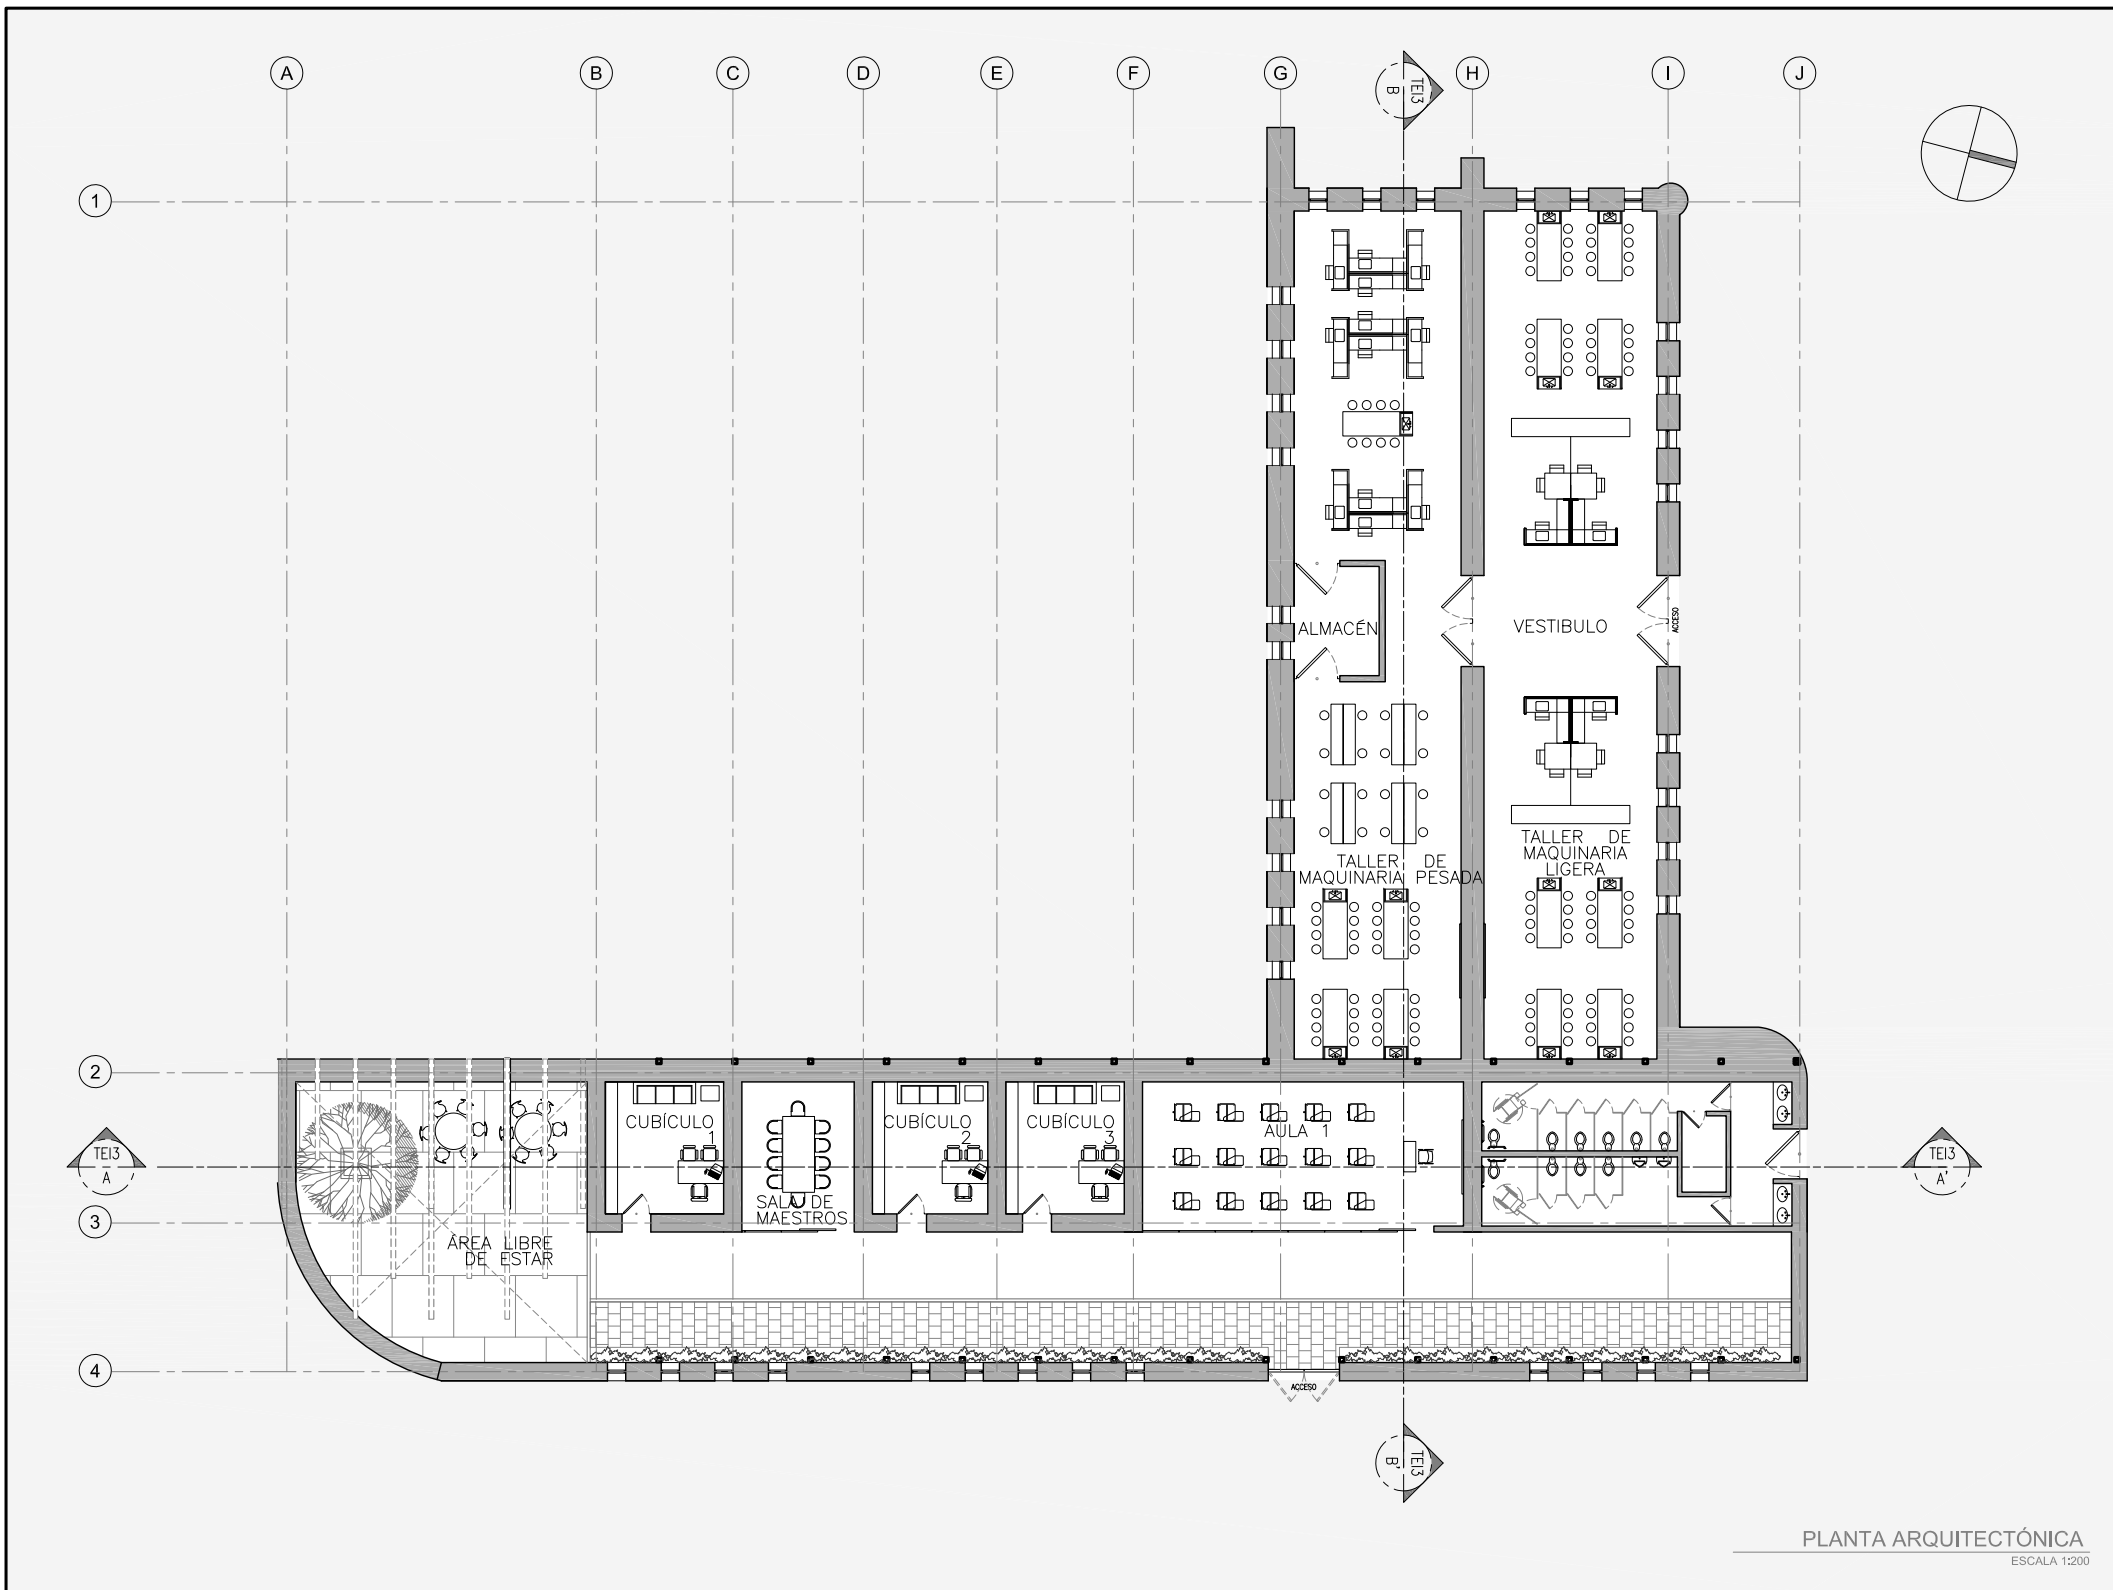 A
B
C
D
E
F
G
H
I
J
TEI3
B
1
ALMACÉN
VESTIBULO
ACCESO
TALLER DE
MAQUINARIA
LIGERA
TALLER DE
MAQUINARIA PESADA
2
CUBÍCULO
1
CUBÍCULO
2
CUBÍCULO
3
AULA 1
TEI3
A
TEI3
A'
SALA DE
MAESTROS
3
ÁREA LIBRE
DE ESTAR
4
ACCESO
TEI3
B'
PLANTA ARQUITECTÓNICA
ESCALA 1:200